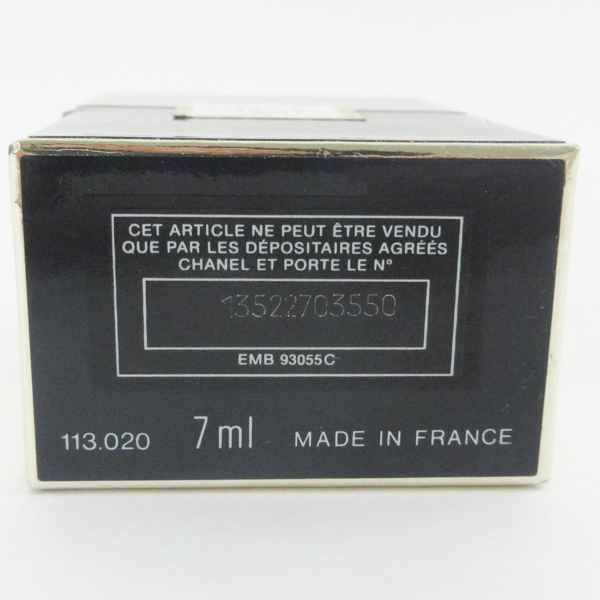 CET ARTICLE NE PEUT ÊTRE VENDU
QUE PAR LES DÉPOSITAIRES AGRÉÉS
CHANEL ET PORTE LE Nº
13522703550
EMB 93055C
113.020 7ml MADE IN FRANCE